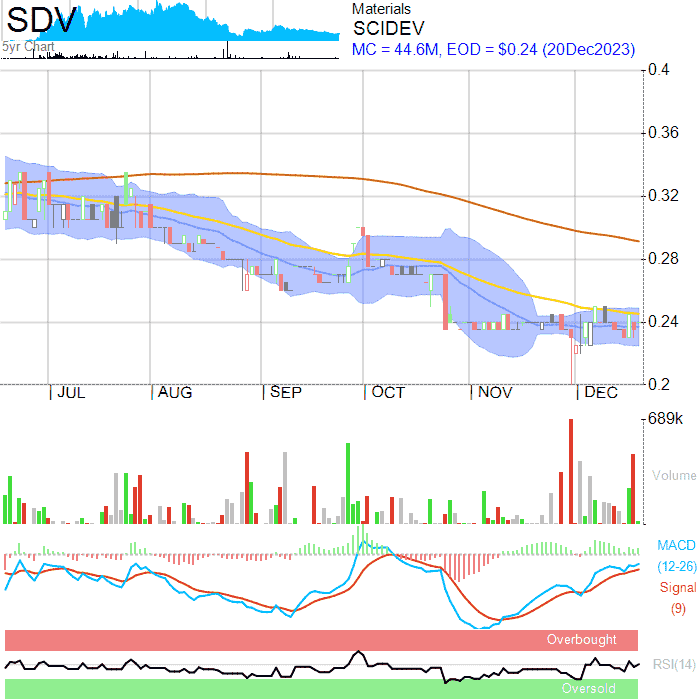 SDV
5yr Chart
Materials
SCIDEV
MC = 44.6M, EOD = $0.24 (20Dec2023)
0.4
0.36
0.32
0.28
0.24
0.2
JUL AUG SEP OCT NOV DEC
689k
Volume
MACD
(12-26)
Signal
(9)
Overbought
RSI(14)
Oversold